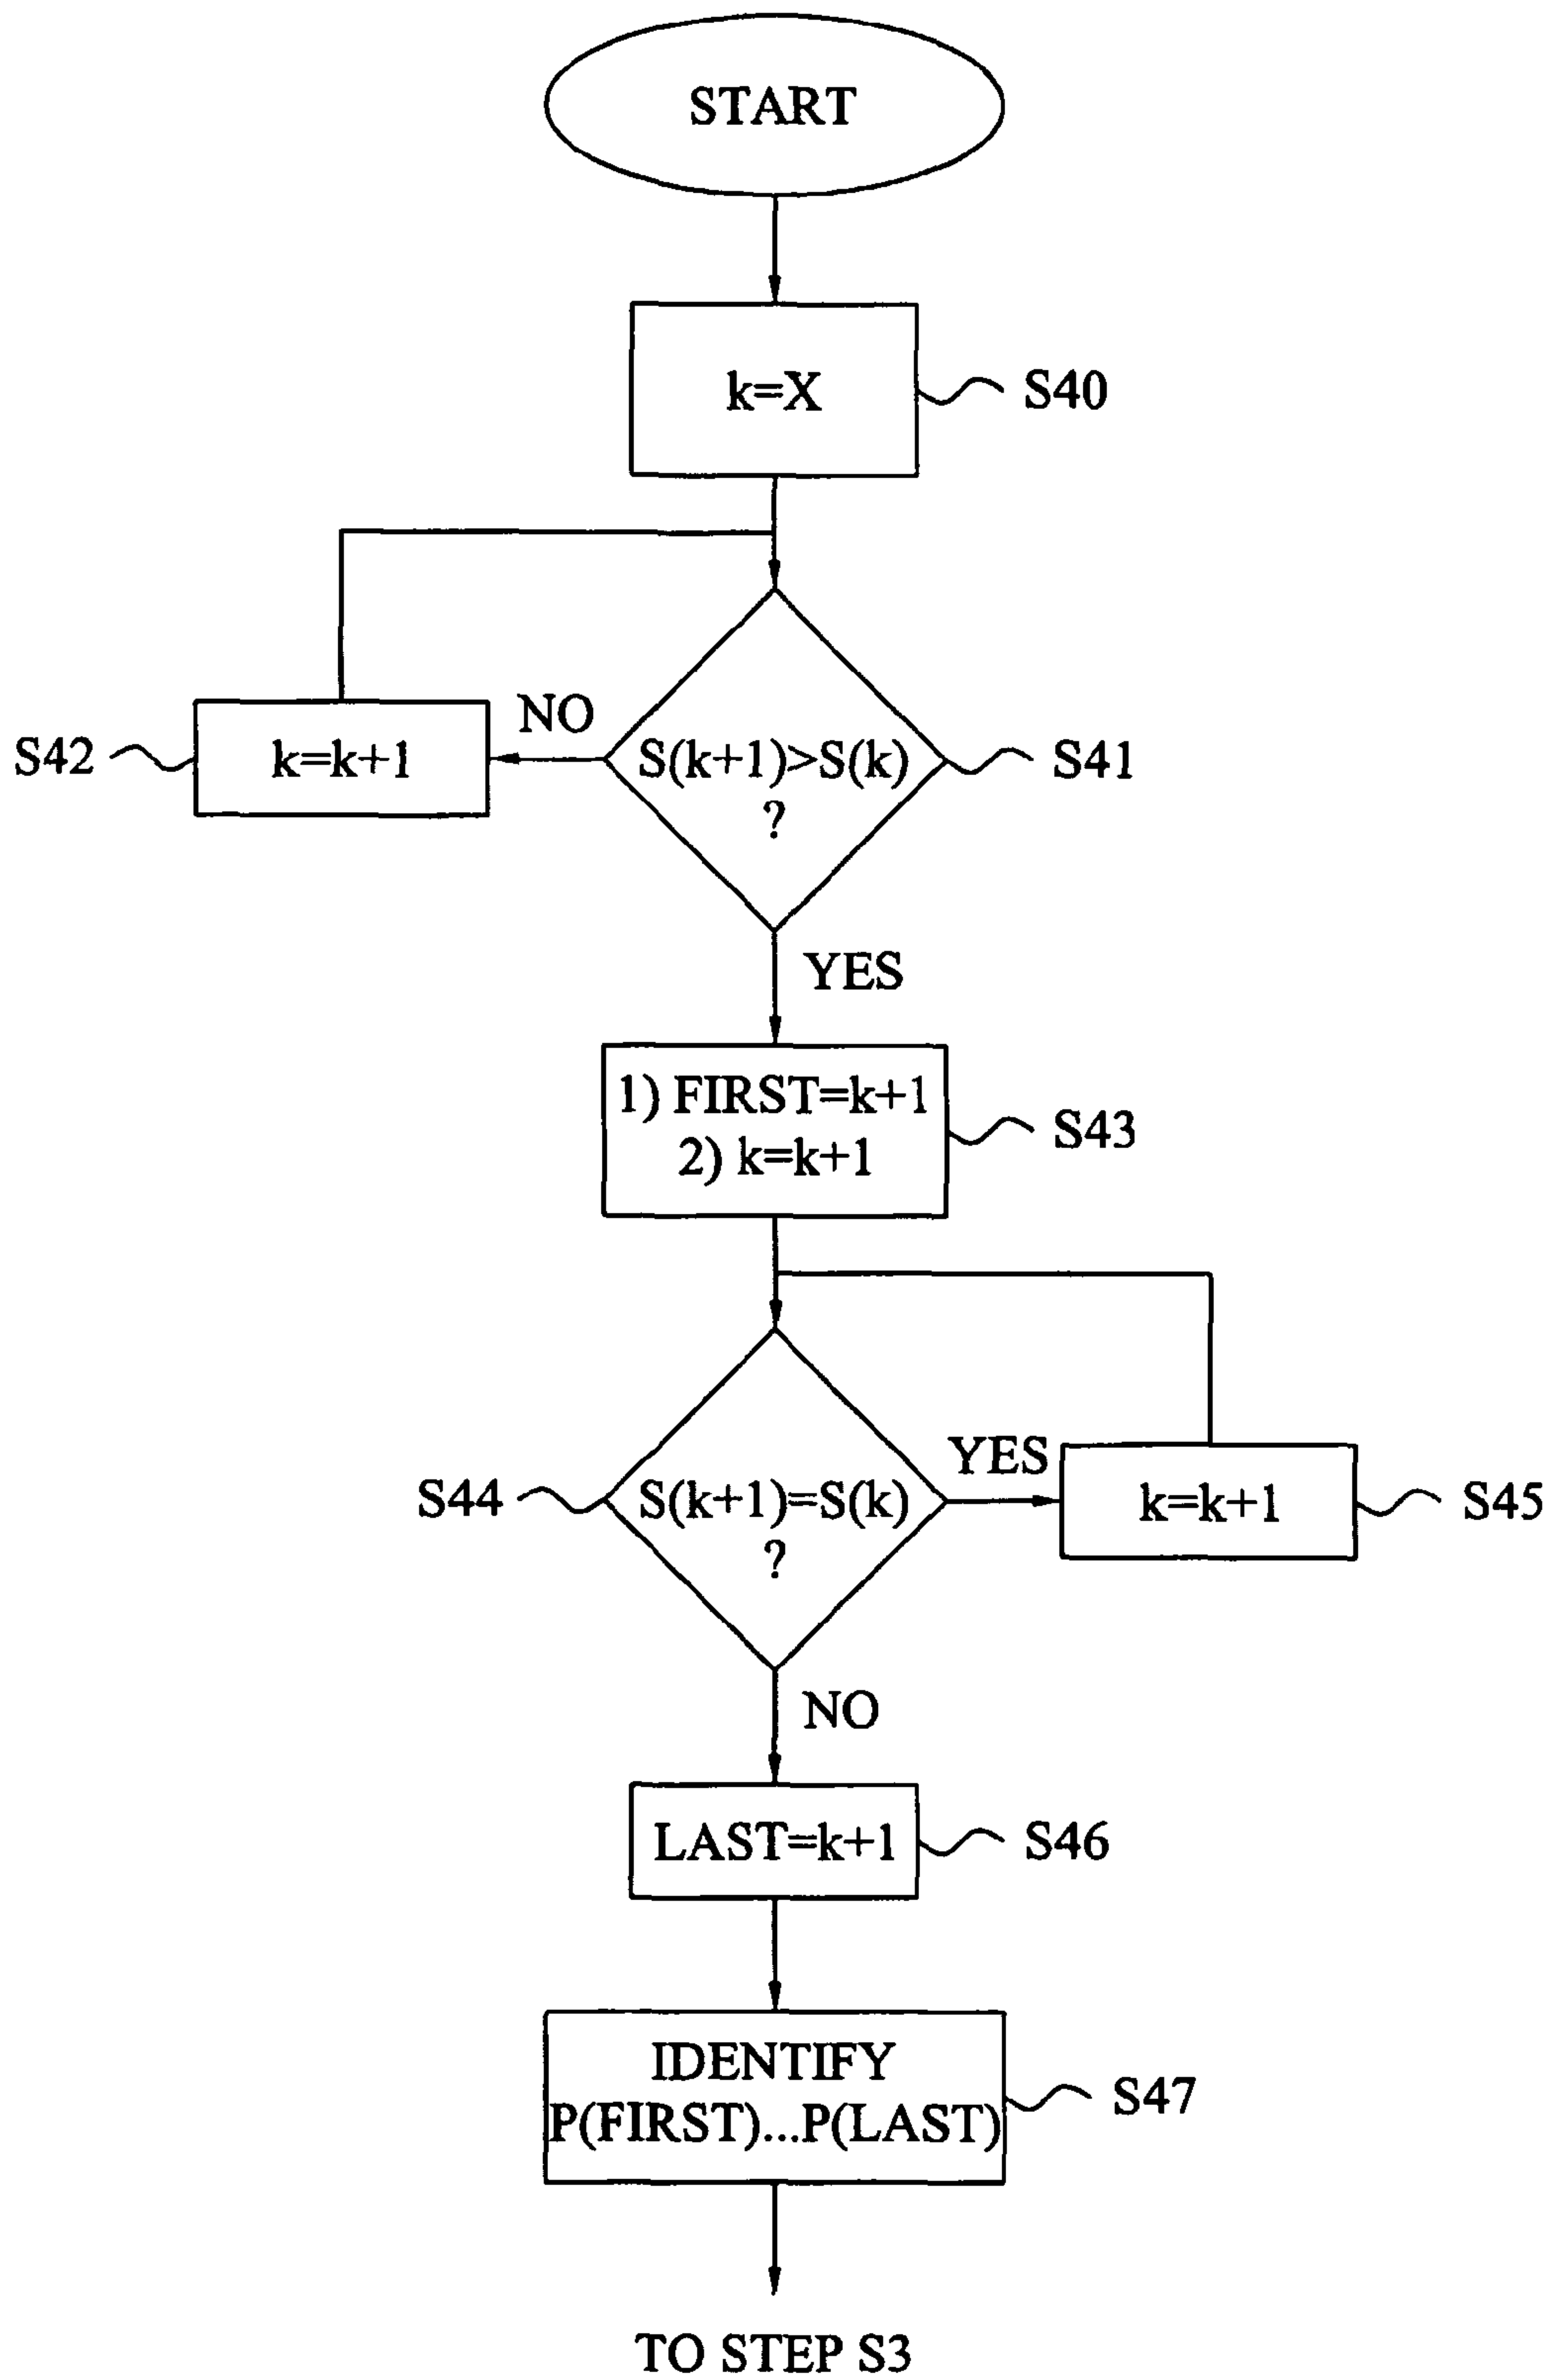 START
k=X
S40
NO
S42
k=k+1
S(k+1)>S(k)
?
S41
YES
1) FIRST=k+1
2) k=k+1
S43
YES
S44
S(k+1)=S(k)
?
k=k+1
S45
NO
LAST=k+1
S46
IDENTIFY
P(FIRST)...P(LAST)
S47
TO STEP S3